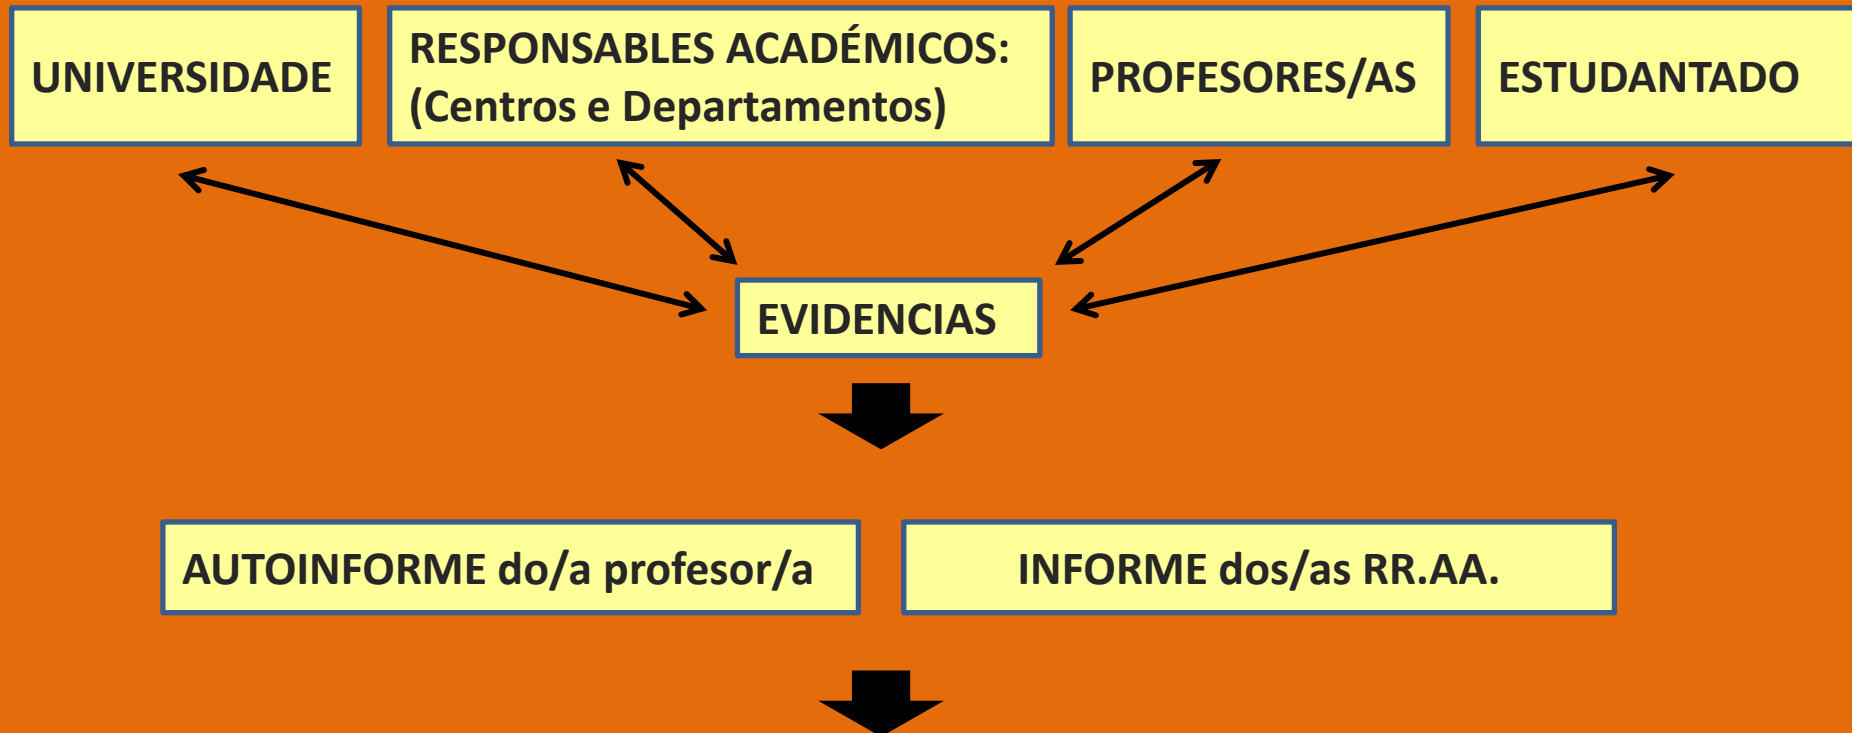 UNIVERSIDADE
RESPONSABLES ACADÉMICOS:
(Centros e Departamentos)
PROFESORES/AS
ESTUDANTADO
EVIDENCIAS
AUTOINFORME do/a profesor/a
INFORME dos/as RR.AA.